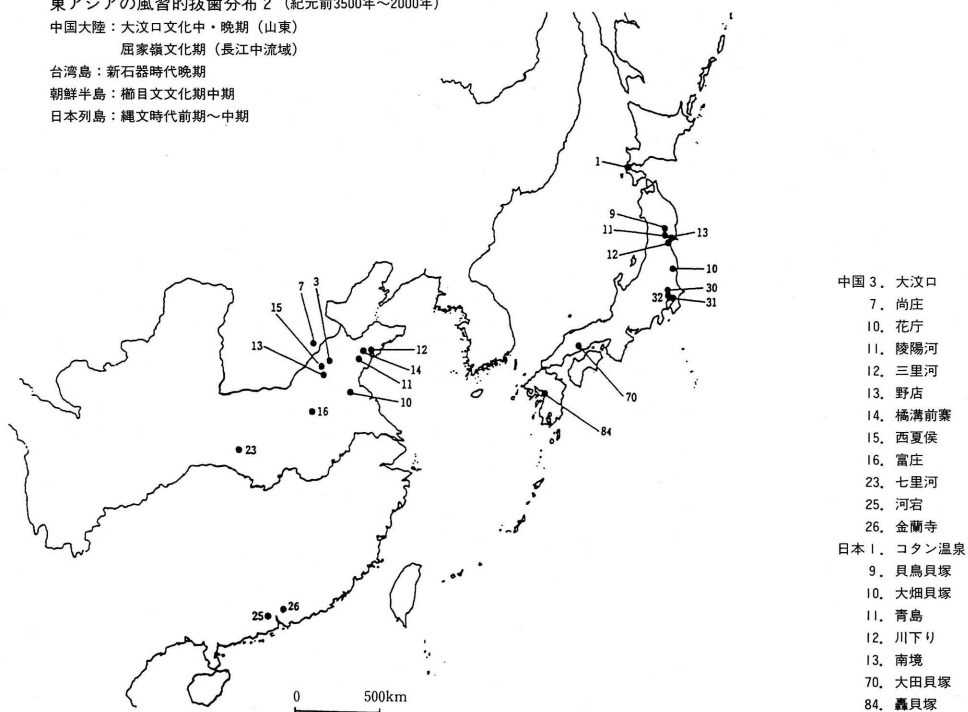 東アジアの風習的抜歯分布2（紀元前3500年～2000年）
中国大陸：大汶口文化中・晩期（山東）
屈家嶺文化期（長江中流域）
台湾島：新石器時代晩期
朝鮮半島：櫛目文文化期中期
日本列島：縄文時代前期～中期
1
9
11
13
12
10
30
32
31
7
3
15
13
12
14
11
10
16
23
70
84
25
26
0 500km
中国3．大汶口
7．尚庄
10．花庁
11．陵陽河
12．三里河
13．野店
14．橋溝前寨
15．西夏侯
16．富庄
23．七里河
25．河宕
26．金蘭寺
日本1．コタン温泉
9．貝鳥貝塚
10．大畑貝塚
11．青島
12．川下り
13．南境
70．大田貝塚
84．轟貝塚